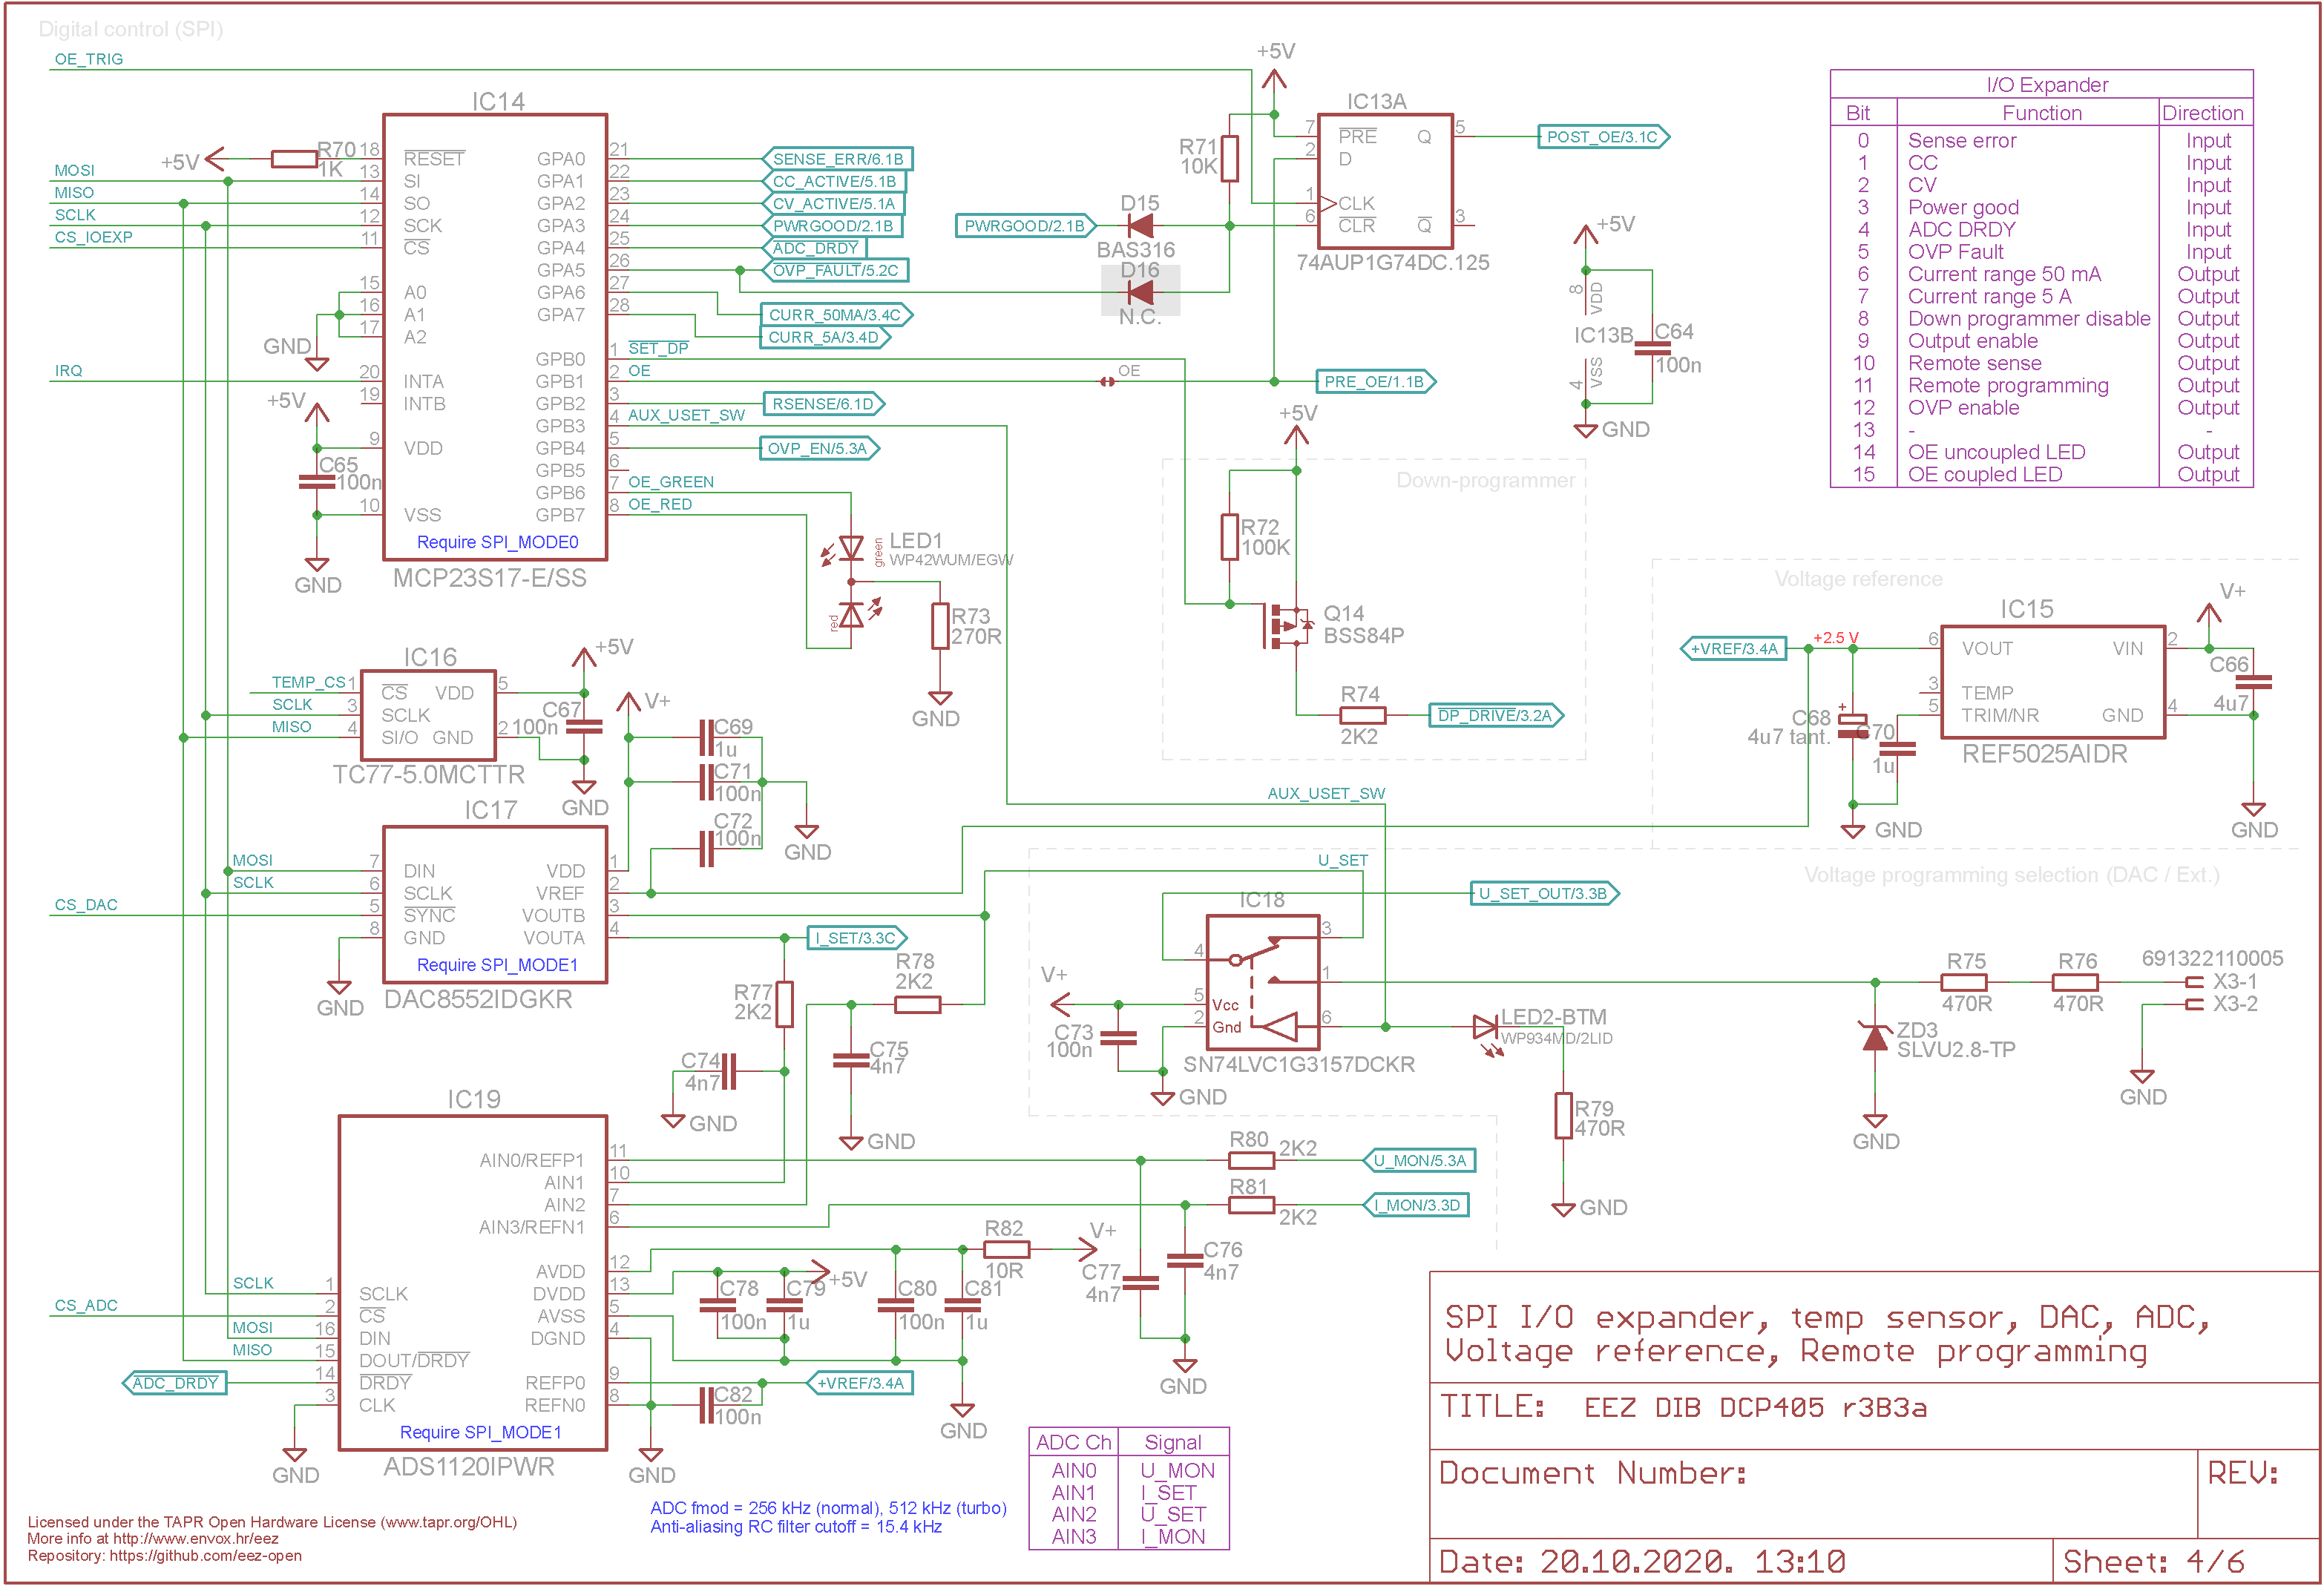 Digital control (SPI)
OE_TRIG
MOSI
MISO
SCLK
CS_IOEXP
IRQ
+5V
R70
1K
IC14
18 RESET
13 SI
14 SO
12 SCK
11 CS
15 A0
16 A1
17 A2
20 INTA
19 INTB
9 VDD
10 VSS
GPA0 21
GPA1 22
GPA2 23
GPA3 24
GPA4 25
GPA5 26
GPA6 27
GPA7 28
GPB0 1
GPB1 2
GPB2 3
GPB3 4
GPB4 5
GPB5 6
GPB6 7
GPB7 8
Require SPI_MODE0
MCP23S17-E/SS
GND
+5V
C65
100n
GND
SENSE_ERR/6.1B
CC_ACTIVE/5.1B
CV_ACTIVE/5.1A
PWRGOOD/2.1B
ADC_DRDY
OVP_FAULT/5.2C
CURR_50MA/3.4C
CURR_5A/3.4D
SET_DP
OE
RSENSE/6.1D
AUX_USET_SW
OVP_EN/5.3A
OE_GREEN
OE_RED
green
red
LED1
WP42WUM/EGW
R73
270R
GND
PWRGOOD/2.1B
D15
BAS316
D16
N.C.
OE
+5V
R71
10K
IC13A
7 PRE
2 D
1 CLK
6 CLR
Q 5
Q 3
74AUP1G74DC.125
POST_OE/3.1C
PRE_OE/1.1B
+5V
8 VDD
IC13B
4 VSS
C64
100n
GND
I/O Expander
Bit Function Direction
0 Sense error Input
1 CC Input
2 CV Input
3 Power good Input
4 ADC DRDY Input
5 OVP Fault Input
6 Current range 50 mA Output
7 Current range 5 A Output
8 Down programmer disable Output
9 Output enable Output
10 Remote sense Output
11 Remote programming Output
12 OVP enable Output
13 - -
14 OE uncoupled LED Output
15 OE coupled LED Output
Down-programmer
+5V
R72
100K
Q14
BSS84P
R74
2K2
DP_DRIVE/3.2A
Voltage reference
+VREF/3.4A
+2.5 V
IC15
6 VOUT
3 TEMP
5 TRIM/NR
VIN 2
GND 4
REF5025AIDR
V+
C66
4u7
C68
4u7 tant.
+
C70
1u
GND
GND
IC16
TEMP_CS 1 CS
SCLK 3 SCLK
MISO 4 SI/O
VDD 5
GND 2
TC77-5.0MCTTR
+5V
C67
100n
GND
V+
C69
1u
C71
100n
C72
100n
GND
IC17
MOSI 7 DIN
SCLK 6 SCLK
CS_DAC 5 SYNC
8 GND
VDD 1
VREF 2
VOUTB 3
VOUTA 4
Require SPI_MODE1
DAC8552IDGKR
GND
I_SET/3.3C
R77
2K2
R78
2K2
C74
4n7
GND
C75
4n7
GND
AUX_USET_SW
U_SET
Voltage programming selection (DAC / Ext.)
U_SET_OUT/3.3B
IC18
4
3
1
5 Vcc
2 Gnd
6
SN74LVC1G3157DCKR
V+
C73
100n
GND
LED2-BTM
WP934MD/2LID
R79
470R
GND
ZD3
SLVU2.8-TP
GND
R75
470R
R76
470R
691322110005
X3-1
X3-2
GND
IC19
AIN0/REFP1 11
AIN1 10
AIN2 7
AIN3/REFN1 6
AVDD 12
DVDD 13
AVSS 5
DGND 4
REFP0 9
REFN0 8
SCLK 1 SCLK
CS_ADC 2 CS
MOSI 16 DIN
MISO 15 DOUT/DRDY
ADC_DRDY 14 DRDY
3 CLK
Require SPI_MODE1
ADS1120IPWR
GND
GND
R80
2K2
U_MON/5.3A
R81
2K2
I_MON/3.3D
R82
10R
V+
+5V
C78
100n
C79
1u
C80
100n
C81
1u
GND
C77
4n7
C76
4n7
GND
C82
100n
+VREF/3.4A
ADC Ch Signal
AIN0 U_MON
AIN1 I_SET
AIN2 U_SET
AIN3 I_MON
ADC fmod = 256 kHz (normal), 512 kHz (turbo)
Anti-aliasing RC filter cutoff = 15.4 kHz
Licensed under the TAPR Open Hardware License (www.tapr.org/OHL)
More info at http://www.envox.hr/eez
Repository: https://github.com/eez-open
SPI I/O expander, temp sensor, DAC, ADC,
Voltage reference, Remote programming
TITLE: EEZ DIB DCP405 r3B3a
Document Number:
REV:
Date: 20.10.2020. 13:10
Sheet: 4/6